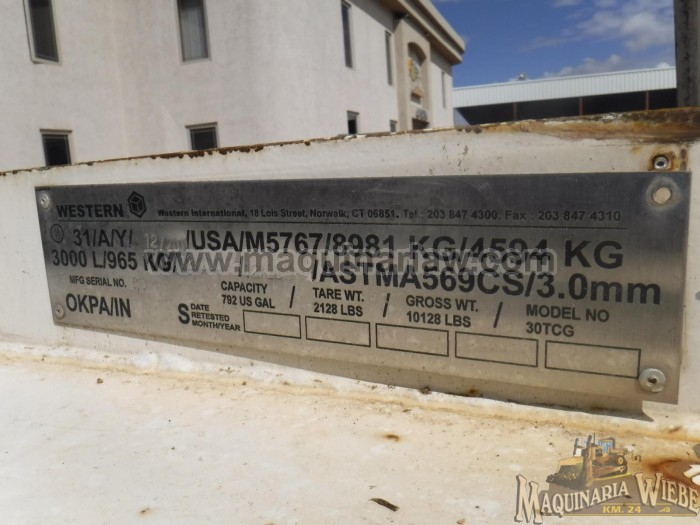 WESTERN
Western International, 18 Lois Street, Norwalk, CT 06851. Tel.: 203 847 4300. Fax : 203 847 4310
31/A/Y/ /USA/M5767/8981 KG/4594 KG
3000 L/965 KG/ /ASTMA569CS/3.0mm
MFG SERIAL NO. CAPACITY TARE WT. GROSS WT. MODEL NO
792 US GAL / 2128 LBS / 10128 LBS / 30TCG
OKPA/IN S DATE RETESTED MONTH/YEAR
www.maquinariaw.com
MAQUINARIA WIEBE
KM. 24